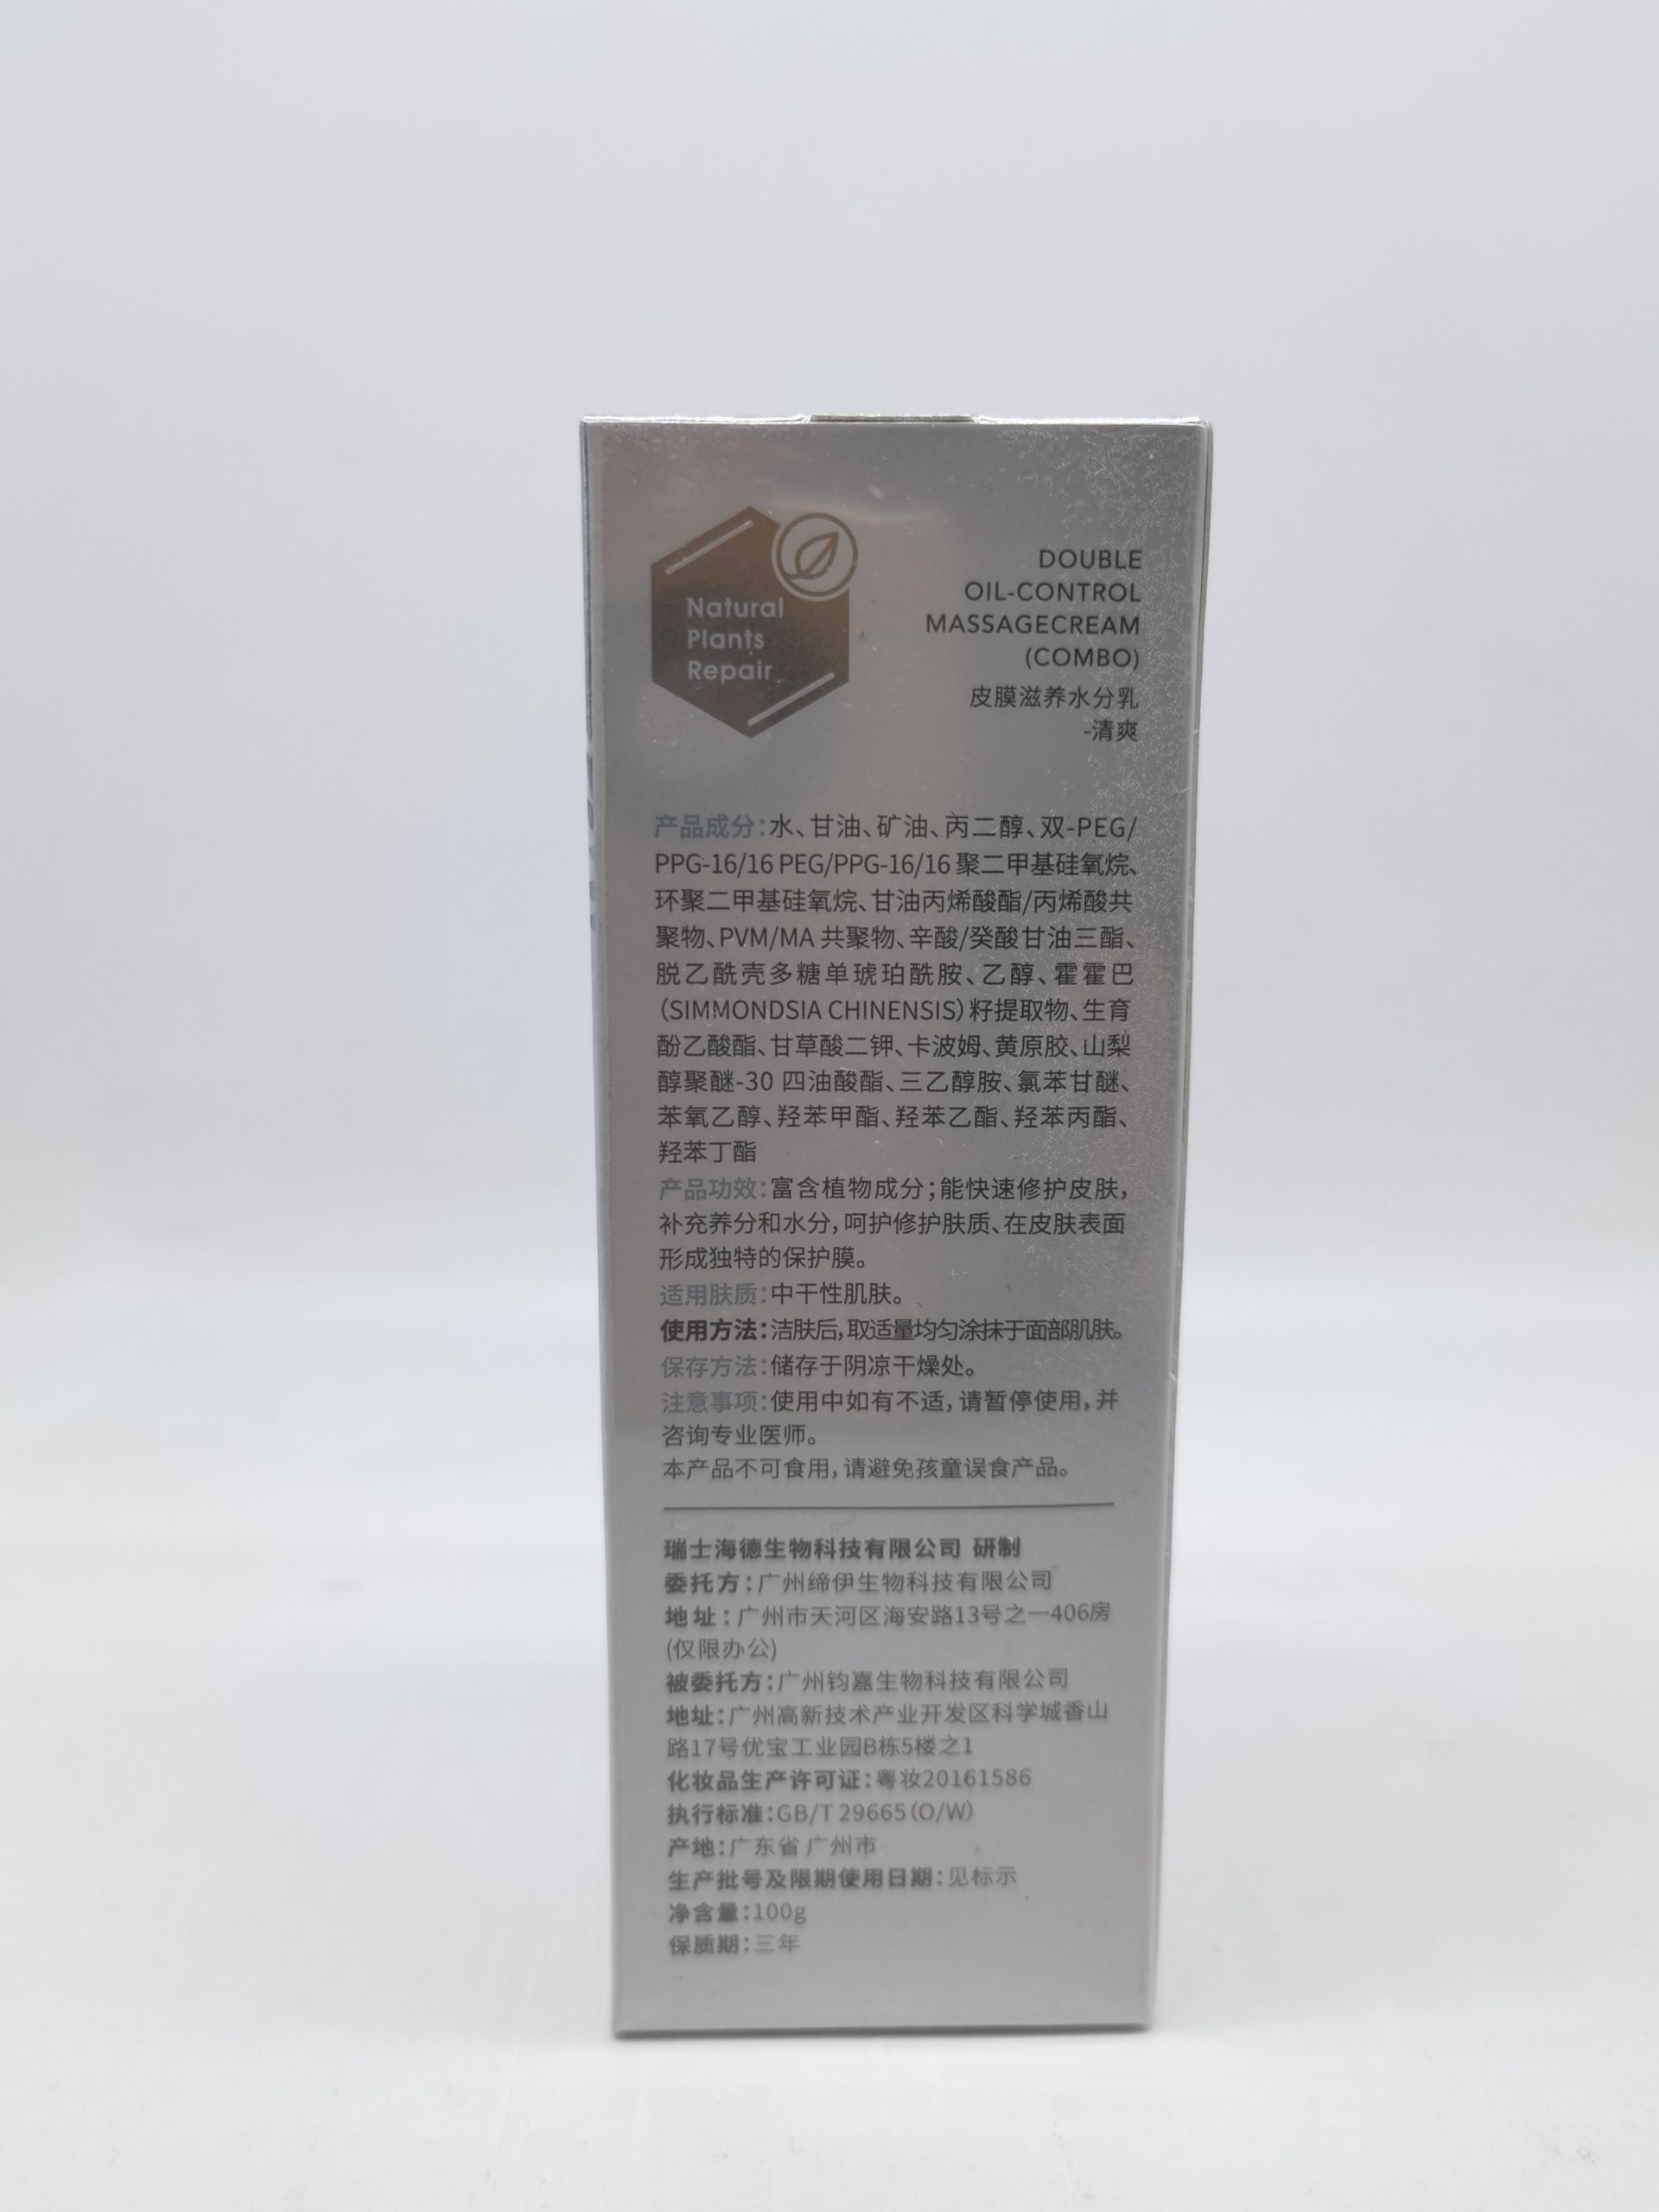 Natural
Plants
Repair
DOUBLE
OIL-CONTROL
MASSAGECREAM
(COMBO)
皮膜滋养水分乳
-清爽
产品成分：水、甘油、矿油、丙二醇、双-PEG/
PPG-16/16 PEG/PPG-16/16 聚二甲基硅氧烷、
环聚二甲基硅氧烷、甘油丙烯酸酯/丙烯酸共
聚物、PVM/MA 共聚物、辛酸/癸酸甘油三酯、
脱乙酰壳多糖单琥珀酰胺、乙醇、霍霍巴
（SIMMONDSIA CHINENSIS）籽提取物、生育
酚乙酸酯、甘草酸二钾、卡波姆、黄原胶、山梨
醇聚醚-30 四油酸酯、三乙醇胺、氯苯甘醚、
苯氧乙醇、羟苯甲酯、羟苯乙酯、羟苯丙酯、
羟苯丁酯
产品功效：富含植物成分；能快速修护皮肤，
补充养分和水分，呵护修护肤质、在皮肤表面
形成独特的保护膜。
适用肤质：中干性肌肤。
使用方法：洁肤后，取适量均匀涂抹于面部肌肤。
保存方法：储存于阴凉干燥处。
注意事项：使用中如有不适，请暂停使用，并
咨询专业医师。
本产品不可食用，请避免孩童误食产品。
瑞士海德生物科技有限公司 研制
委托方：广州缔伊生物科技有限公司
地址：广州市天河区海安路13号之一406房
(仅限办公)
被委托方：广州钧嘉生物科技有限公司
地址：广州高新技术产业开发区科学城香山
路17号优宝工业园B栋5楼之1
化妆品生产许可证：粤妆20161586
执行标准：GB/T 29665（O/W）
产地：广东省 广州市
生产批号及限期使用日期：见标示
净含量：100g
保质期：三年